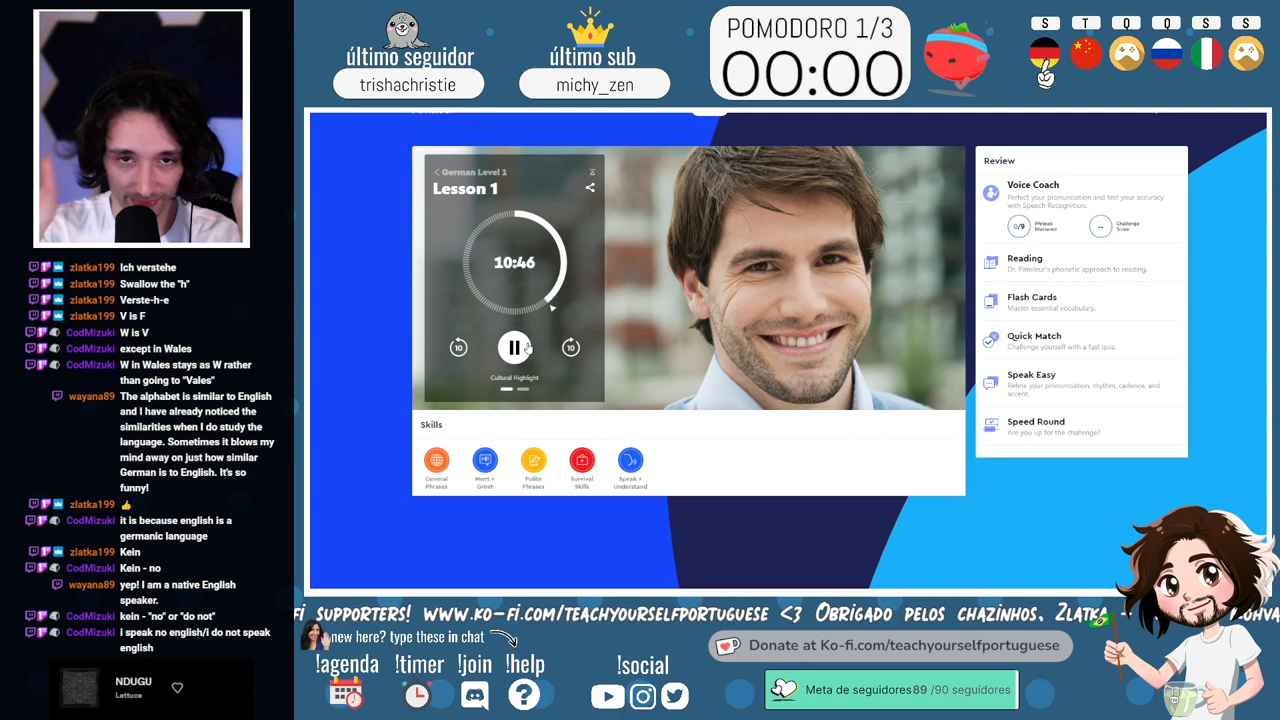 último seguidor
trishachristie
último sub
michy_zen
POMODORO 1/3
00:00
S T Q Q S S
zlatka199 Ich verstehe
zlatka199 Swallow the "h"
zlatka199 Verste-h-e
zlatka199 V is F
CodMizuki W is V
CodMizuki except in Wales
CodMizuki W in Wales stays as W rather
than going to "Vales"
wayana89 The alphabet is similar to English
and I have already noticed the
similarities when I do study the
language. Sometimes it blows my
mind away on just how similar
German is to English. It's so
funny!
zlatka199 👍
CodMizuki it is because english is a
germanic language
zlatka199 Kein
CodMizuki Kein - no
wayana89 yep! I am a native English
speaker.
CodMizuki kein - "no" or "do not"
CodMizuki i speak no english/i do not speak
english
NDUGU
Lettuce
German Level 1
Lesson 1
10:46
10
10
Cultural Highlight
Skills
General
Phrases
Meet +
Greet
Polite
Phrases
Survival
Skills
Speak +
Understand
Review
Voice Coach
Perfect your pronunciation and test your accuracy
with Speech Recognition.
0/9
Phrases
Mastered
--
Challenge
Score
Reading
Dr. Pimsleur's phonetic approach to reading.
Flash Cards
Master essential vocabulary.
Quick Match
Challenge yourself with a fast quiz.
Speak Easy
Refine your pronunciation, rhythm, cadence, and
accent.
Speed Round
Are you up for the challenge?
FI SUPPORTERS! WWW.KO-FI.COM/TEACHYOURSELFPORTUGUESE <3 OBRIGADO PELOS CHAZINHOS, ZLATKA
new here? type these in chat
!agenda
!timer
!join
!help
!social
Donate at Ko-fi.com/teachyourselfportuguese
Meta de seguidores 89 /90 seguidores